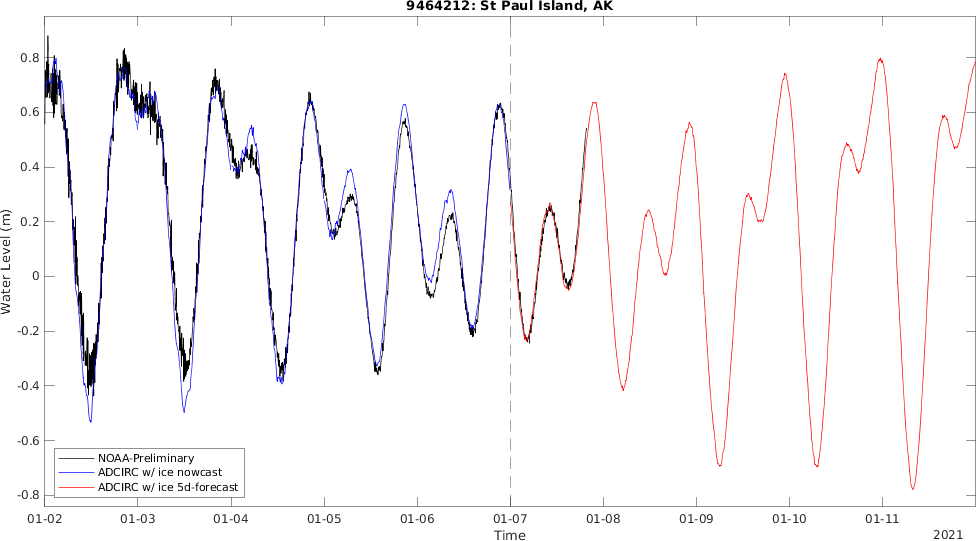 9464212: St Paul Island, AK
Water Level (m)
0.8
0.6
0.4
0.2
0
-0.2
-0.4
-0.6
-0.8
NOAA-Preliminary
ADCIRC w/ ice nowcast
ADCIRC w/ ice 5d-forecast
01-02 01-03 01-04 01-05 01-06 01-07 01-08 01-09 01-10 01-11
Time
2021